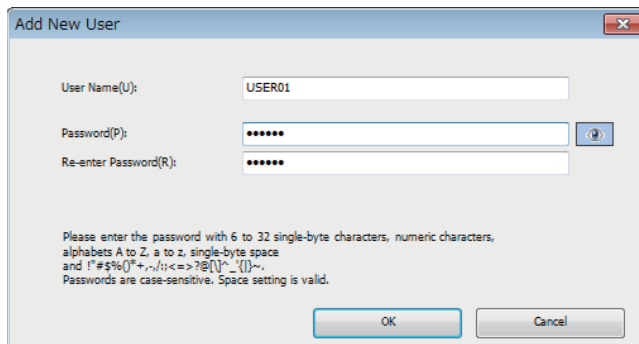 Add New User
User Name(U):
USER01
Password(P):
••••••
Re-enter Password(R):
••••••
Please enter the password with 6 to 32 single-byte characters, numeric characters,
alphabets A to Z, a to z, single-byte space
and !"#$%()*+,-,/:;<=>?@[\]^_'{|}~.
Passwords are case-sensitive. Space setting is valid.
OK
Cancel